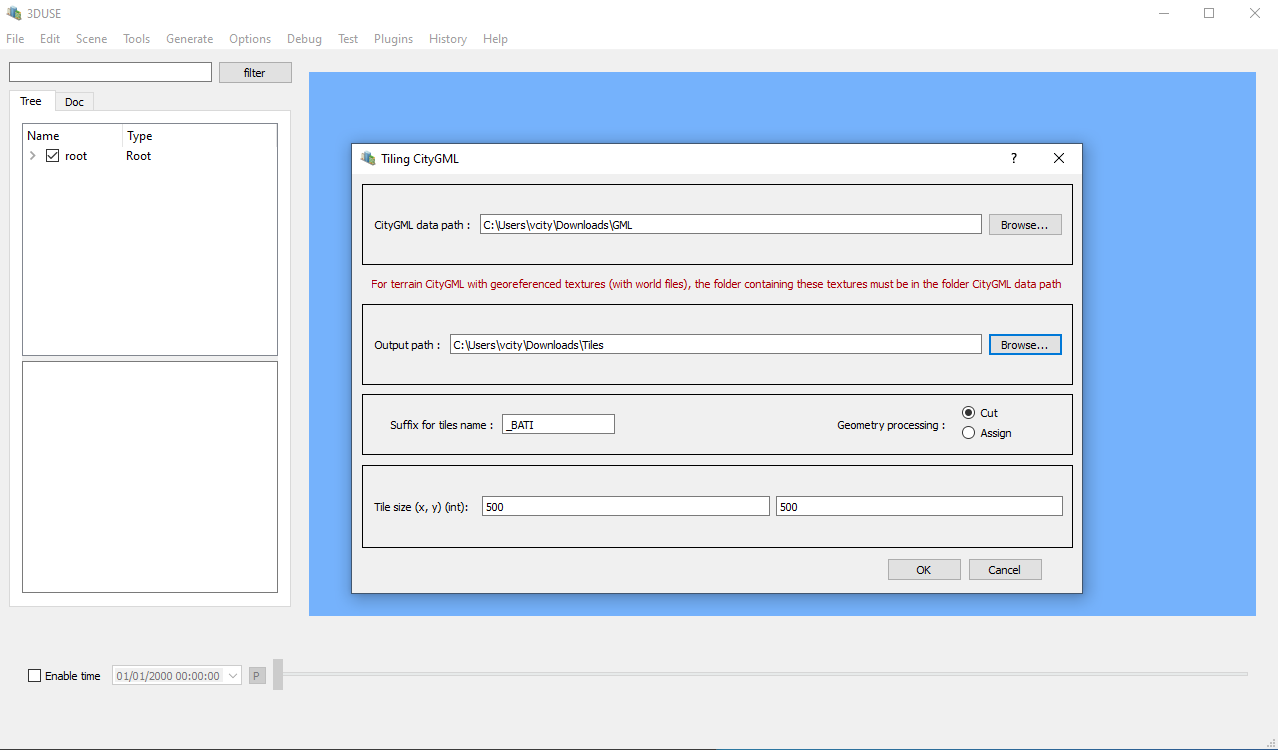 3DUSE
File Edit Scene Tools Generate Options Debug Test Plugins History Help
filter
Tree Doc
Name Type
root Root
Tiling CityGML
?
CityGML data path : C:\Users\vcity\Downloads\GML Browse...
For terrain CityGML with georeferenced textures (with world files), the folder containing these textures must be in the folder CityGML data path
Output path : C:\Users\vcity\Downloads\Tiles Browse...
Suffix for tiles name : _BATI Geometry processing : Cut
Assign
Tile size (x, y) (int): 500 500
OK Cancel
Enable time 01/01/2000 00:00:00 P